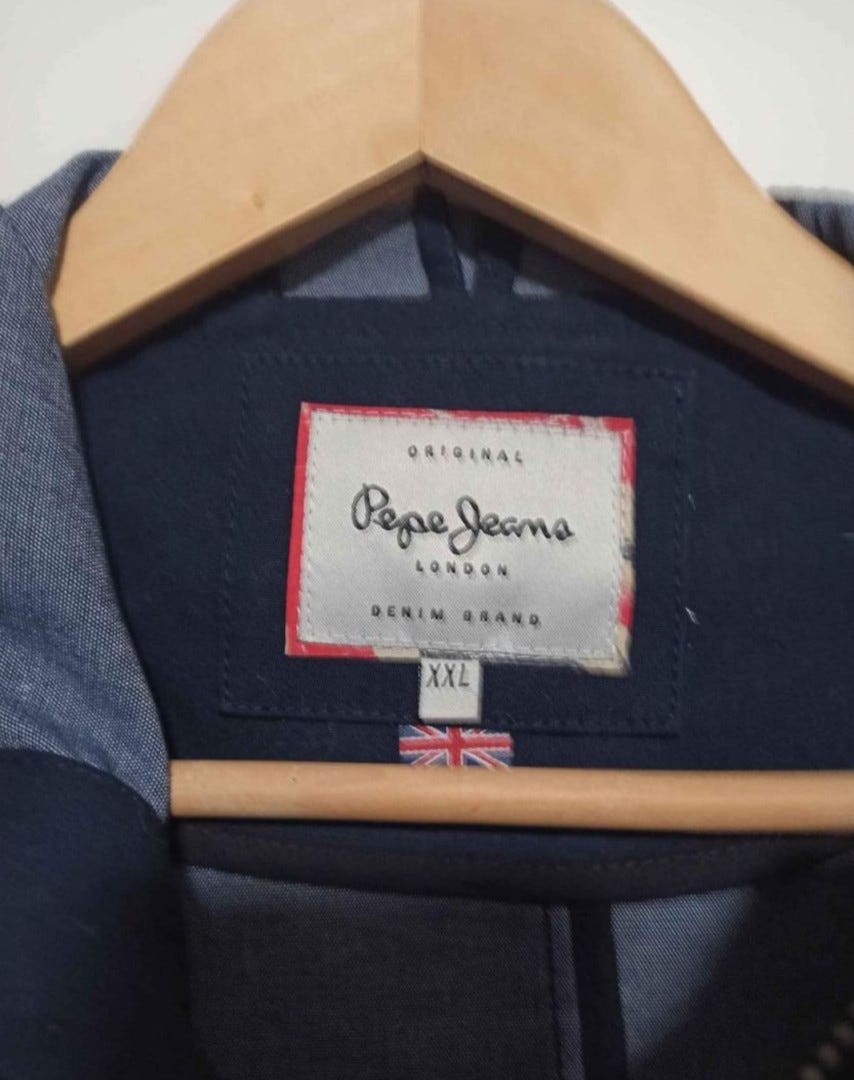 ORIGINAL
Pepe Jeans
LONDON
DENIM BRAND
XXL